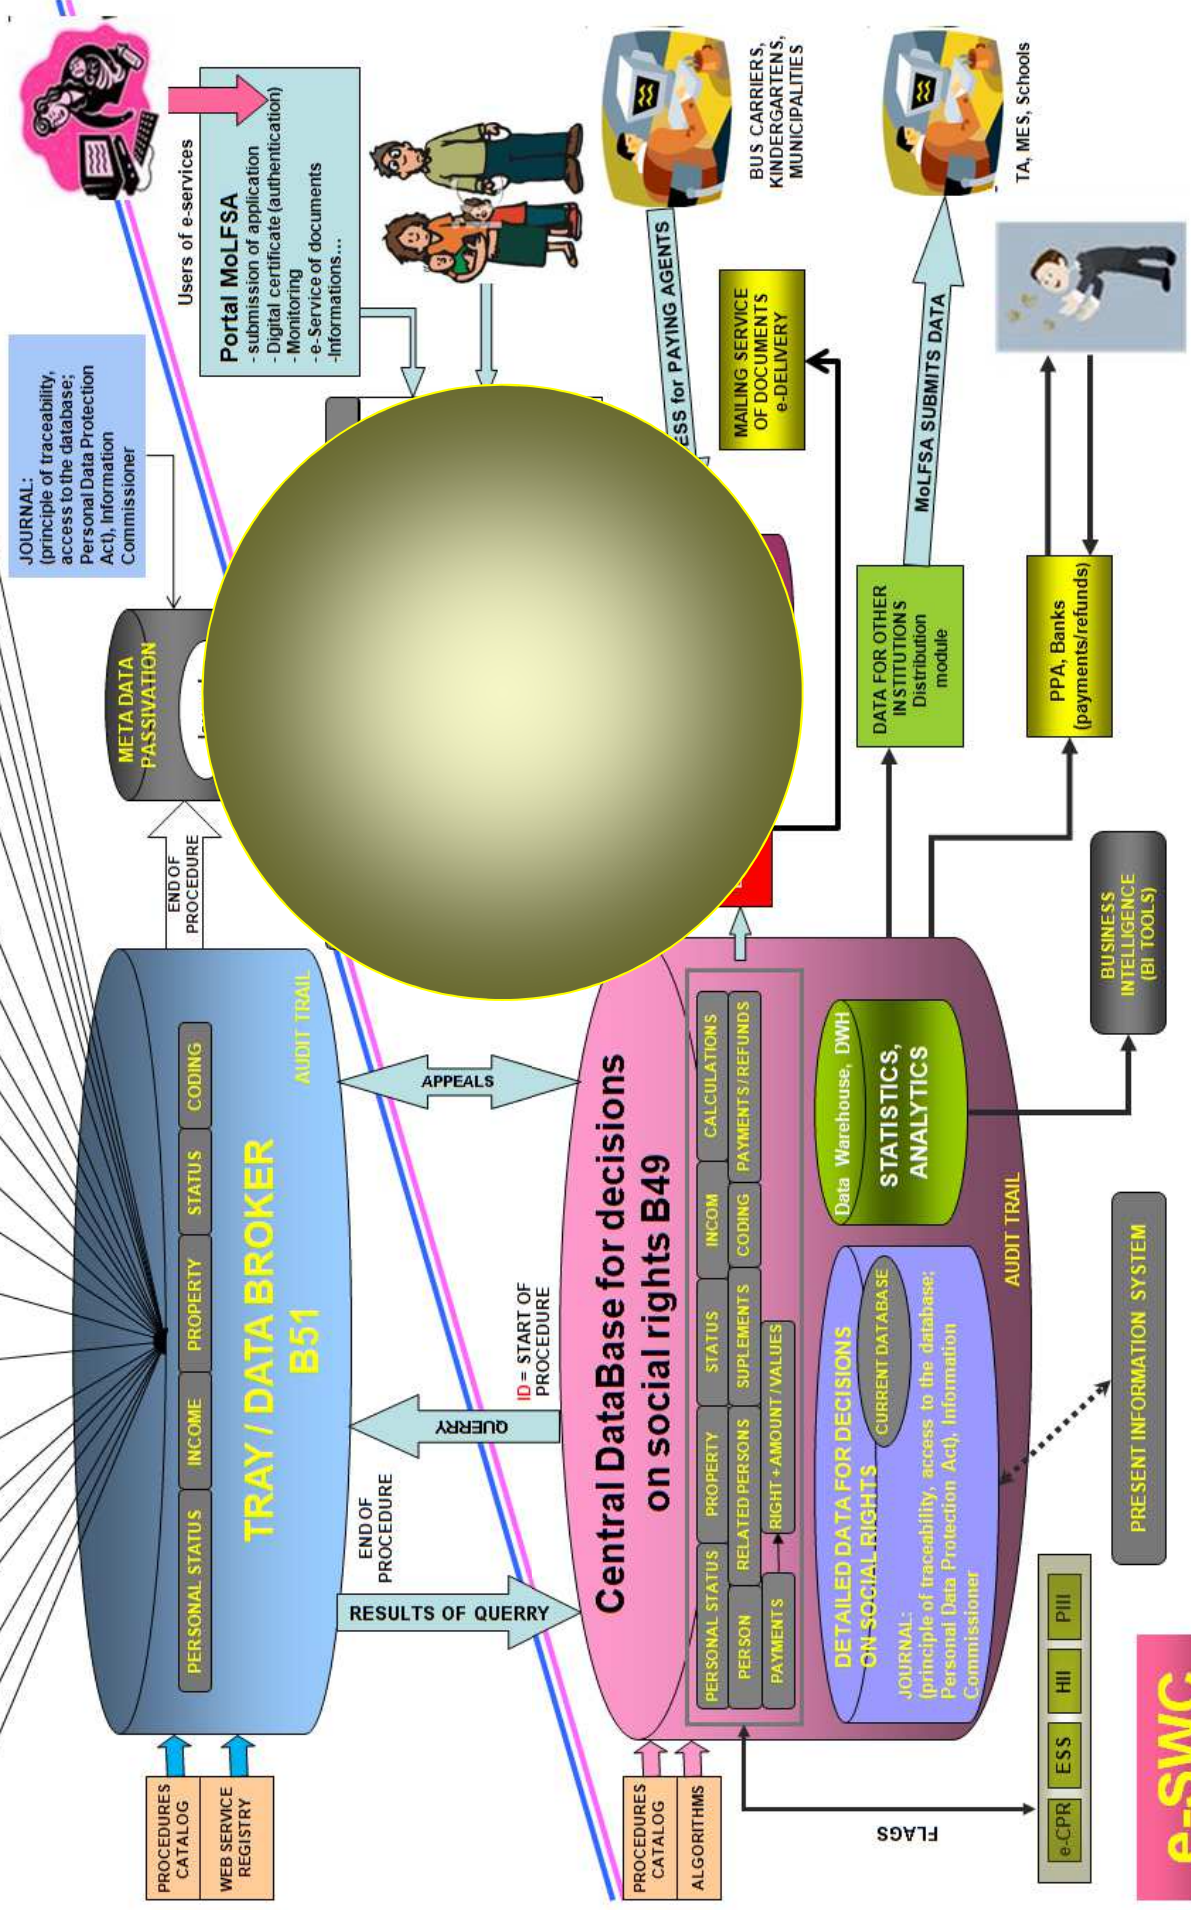 Users of e-services
Portal MoLFSA
- submission of application
- Digital certificate (authentication)
- Monitoring
- e-Service of documents
-Informations...
JOURNAL:
(principle of traceability,
access to the database;
Personal Data Protection
Act), Information
Commissioner
META DATA
PASSIVATION
END OF
PROCEDURE
AUDIT TRAIL
PERSONAL STATUS
INCOME
PROPERTY
STATUS
CODING
TRAY / DATA BROKER
B51
PROCEDURES
CATALOG
WEB SERVICE
REGISTRY
END OF
PROCEDURE
RESULTS OF QUERRY
QUERRY
ID = START OF
PROCEDURE
APPEALS
BUS CARRIERS,
KINDERGARTENS,
MUNICIPALITIES
ESS for PAYING AGENTS
MAILING SERVICE
OF DOCUMENTS
e-DELIVERY
TA, MES, Schools
MoLFSA SUBMITS DATA
DATA FOR OTHER
INSTITUTIONS
Distribution
module
PPA, Banks
(payments/refunds)
Central DataBase for decisions
on social rights B49
PERSONAL STATUS
PROPERTY
STATUS
INCOM
CALCULATIONS
PERSON
RELATED PERSONS
SUPLEMENTS
CODING
PAYMENTS / REFUNDS
PAYMENTS
RIGHT + AMOUNT / VALUES
DETAILED DATA FOR DECISIONS
ON SOCIAL RIGHTS
CURRENT DATABASE
JOURNAL:
(principle of traceability, access to the database;
Personal Data Protection Act), Information
Commissioner
Data Warehouse, DWH
STATISTICS,
ANALYTICS
AUDIT TRAIL
BUSINESS
INTELLIGENCE
(BI TOOLS)
PRESENT INFORMATION SYSTEM
PROCEDURES
CATALOG
ALGORITHMS
FLAGS
e-CPR
ESS
HII
PIII
e-SWC